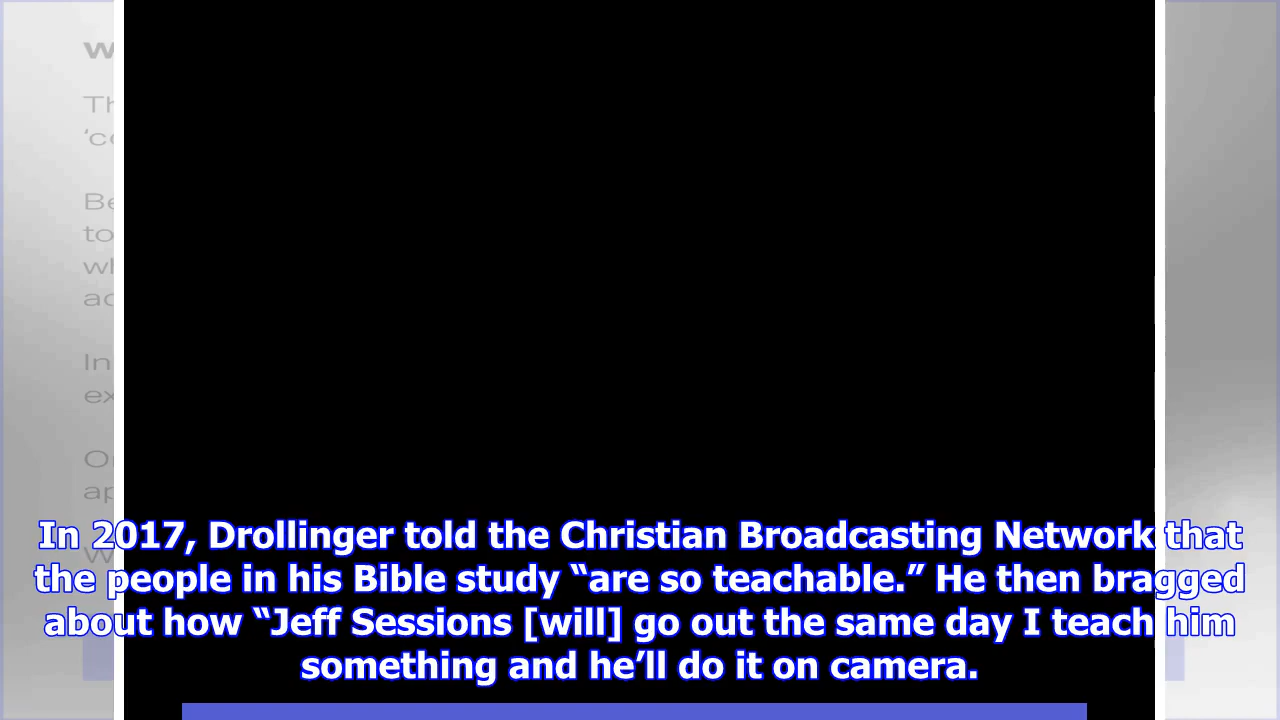 In 2017, Drollinger told the Christian Broadcasting Network that
the people in his Bible study “are so teachable.” He then bragged
about how “Jeff Sessions [will] go out the same day I teach him
something and he’ll do it on camera.